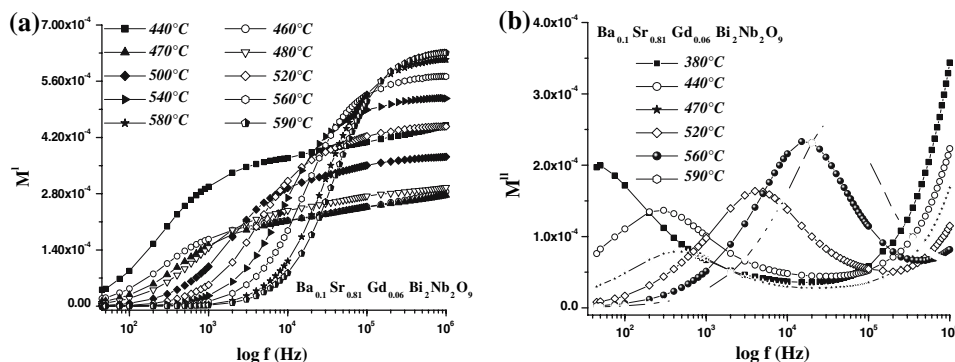 (a)
7.00x10⁻⁴
5.60x10⁻⁴
4.20x10⁻⁴
2.80x10⁻⁴
1.40x10⁻⁴
0.00
M^I
440°C
470°C
500°C
540°C
580°C
460°C
480°C
520°C
560°C
590°C
Ba₀.₁ Sr₀.₈₁ Gd₀.₀₆ Bi₂Nb₂O₉
10² 10³ 10⁴ 10⁵ 10⁶
log f (Hz)
(b)
4.0x10⁻⁴
3.0x10⁻⁴
2.0x10⁻⁴
1.0x10⁻⁴
0.0
M^II
Ba₀.₁ Sr₀.₈₁ Gd₀.₀₆ Bi₂Nb₂O₉
380°C
440°C
470°C
520°C
560°C
590°C
10² 10³ 10⁴ 10⁵ 10
log f (Hz)